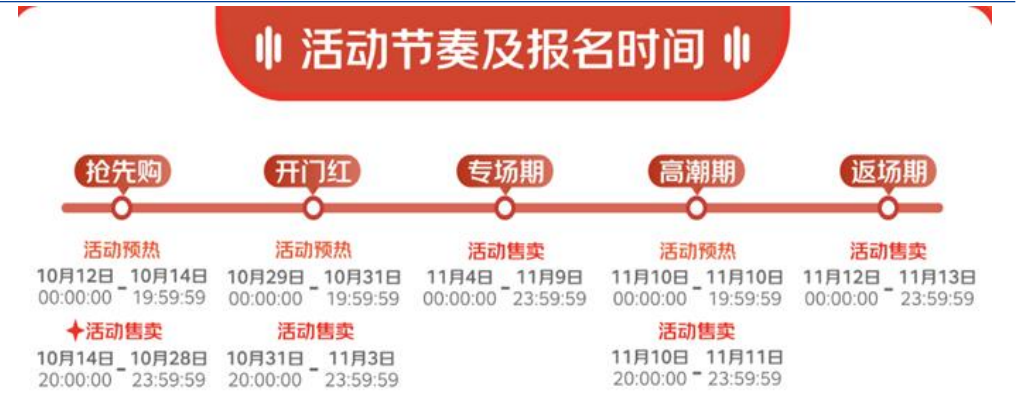 活动节奏及报名时间
抢先购 开门红 专场期 高潮期 返场期
活动预热 活动预热 活动售卖 活动预热 活动售卖
10月12日 - 10月14日 10月29日 - 10月31日 11月4日 - 11月9日 11月10日 - 11月10日 11月12日 - 11月13日
00:00:00 19:59:59 00:00:00 19:59:59 00:00:00 23:59:59 00:00:00 19:59:59 00:00:00 23:59:59
活动售卖 活动售卖 活动售卖
10月14日 - 10月28日 10月31日 - 11月3日 11月10日 - 11月11日
20:00:00 23:59:59 20:00:00 23:59:59 20:00:00 23:59:59